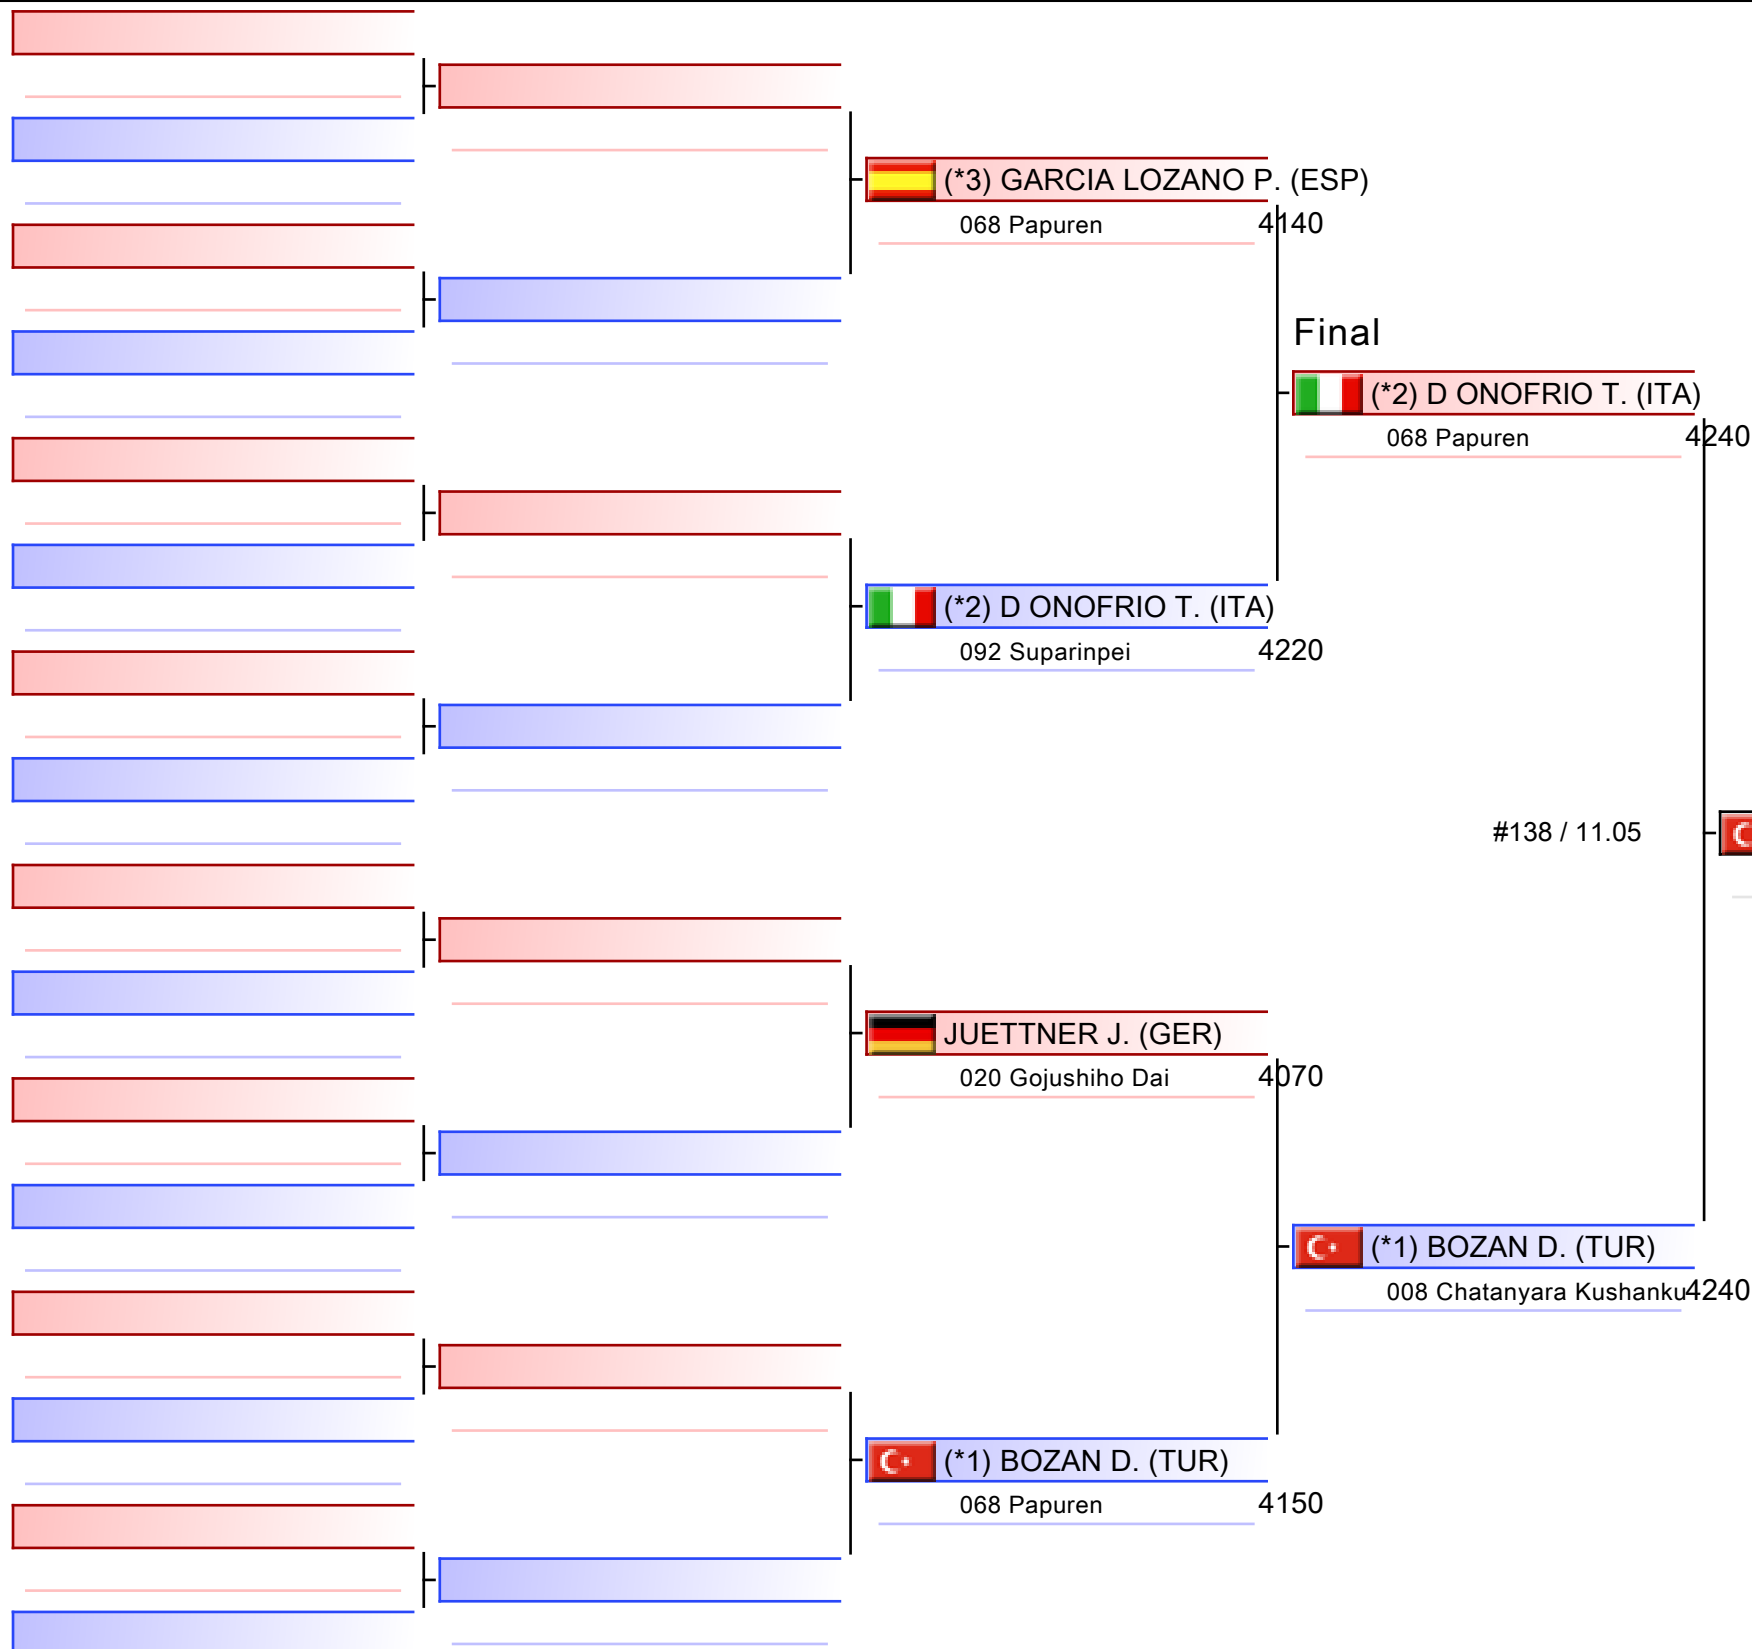 (*3) GARCIA LOZANO P. (ESP)
068 Papuren 4140
Final
(*2) D ONOFRIO T. (ITA)
068 Papuren 4240
(*2) D ONOFRIO T. (ITA)
092 Suparinpei 4220
#138 / 11.05
JUETTNER J. (GER)
020 Gojushiho Dai 4070
(*1) BOZAN D. (TUR)
008 Chatanyara Kushanku 4240
(*1) BOZAN D. (TUR)
068 Papuren 4150